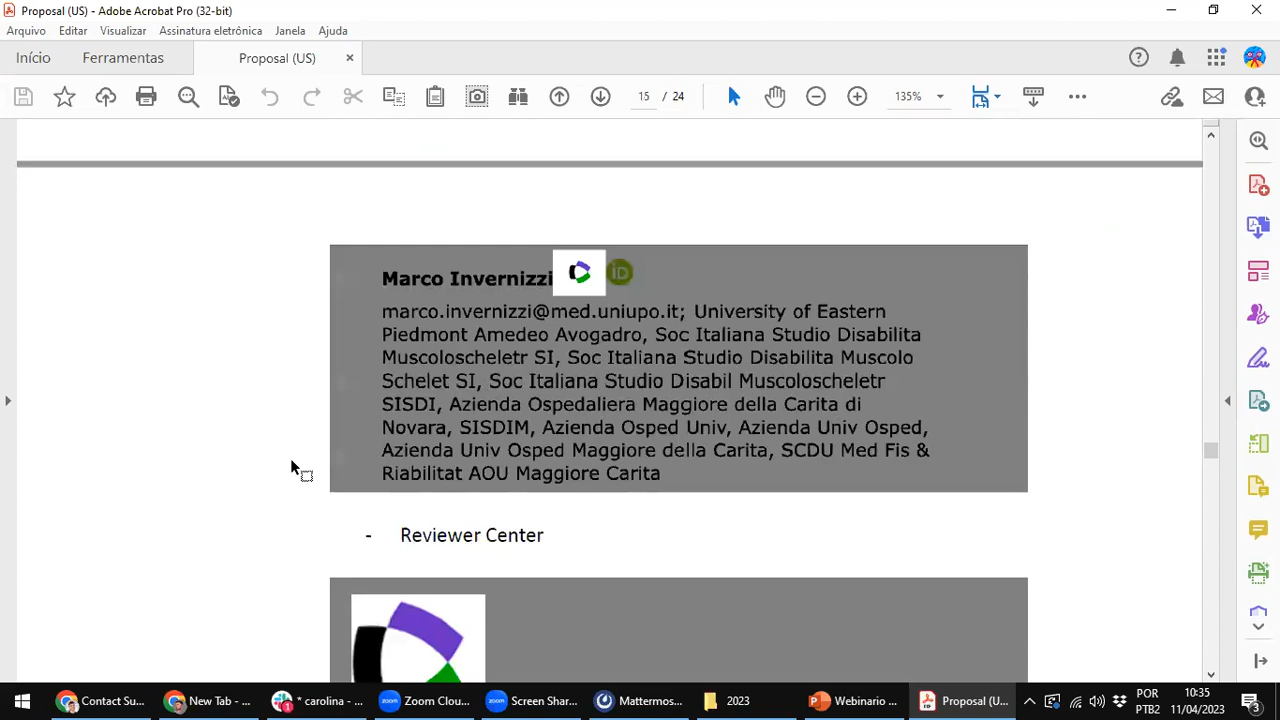 Proposal (US) - Adobe Acrobat Pro (32-bit)
Arquivo Editar Visualizar Assinatura eletrônica Janela Ajuda
Início Ferramentas Proposal (US) ×
15 / 24 135%
Marco Invernizzi iD
marco.invernizzi@med.uniupo.it; University of Eastern
Piedmont Amedeo Avogadro, Soc Italiana Studio Disabilita
Muscoloscheletr SI, Soc Italiana Studio Disabilita Muscolo
Schelet SI, Soc Italiana Studio Disabil Muscoloscheletr
SISDI, Azienda Ospedaliera Maggiore della Carita di
Novara, SISDIM, Azienda Osped Univ, Azienda Univ Osped,
Azienda Univ Osped Maggiore della Carita, SCDU Med Fis &
Riabilitat AOU Maggiore Carita
- Reviewer Center
Contact Su... New Tab - ... * carolina - ... Zoom Clou... Screen Shar... Mattermos... 2023 Webinario ... Proposal (U... POR 10:35
PTB2 11/04/2023 3